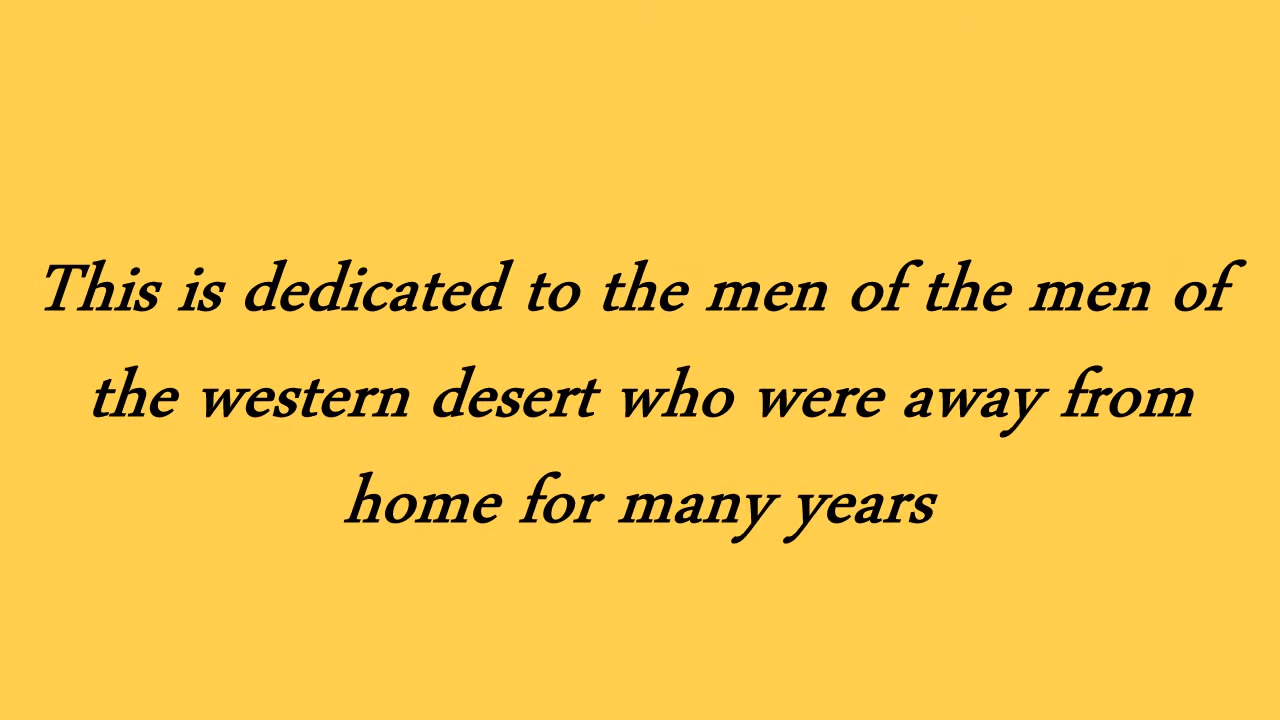 This is dedicated to the men of the men of
the western desert who were away from
home for many years